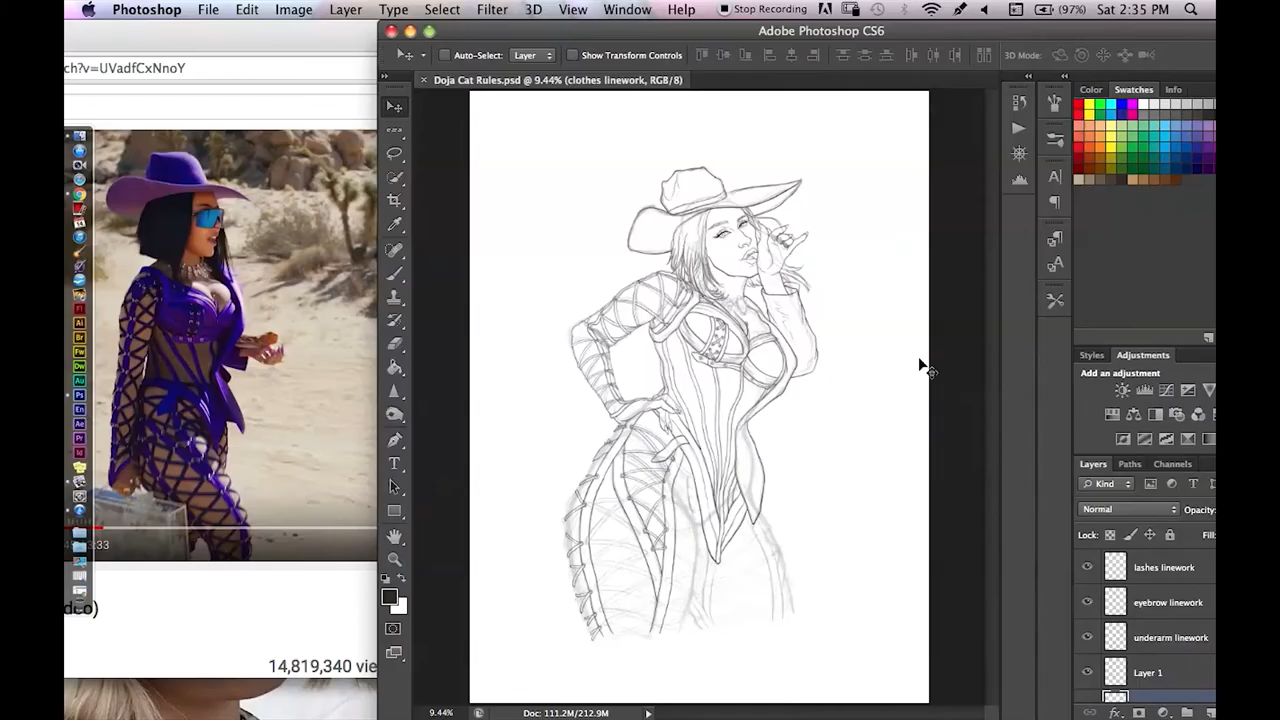 Photoshop File Edit Image Layer Type Select Filter 3D View Window Help Stop Recording (97%) Sat 2:35 PM
Adobe Photoshop CS6
Auto-Select: Layer Show Transform Controls 3D Mode:
ch?v=UVadfCxNnoY
Doja Cat Rules.psd @ 9.44% (clothes linework, RGB/8)
Color Swatches Info
Styles Adjustments
Add an adjustment
Layers Paths Channels
Kind
Normal Opacity:
Lock: Fill:
lashes linework
eyebrow linework
underarm linework
Layer 1
3:33
14,819,340 vie
9.44% Doc: 111.2M/212.9M